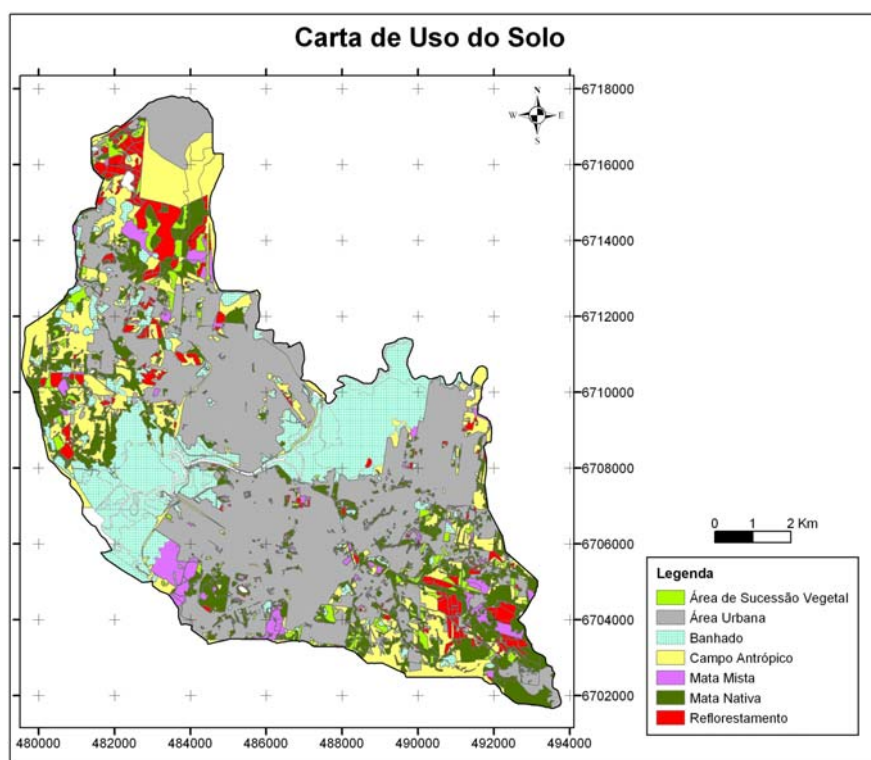 Carta de Uso do Solo
N
W E
S
6718000
6716000
6714000
6712000
6710000
6708000
6706000
6704000
6702000
480000 482000 484000 486000 488000 490000 492000 494000
0 1 2 Km
Legenda
Área de Sucessão Vegetal
Área Urbana
Banhado
Campo Antrópico
Mata Mista
Mata Nativa
Reflorestamento